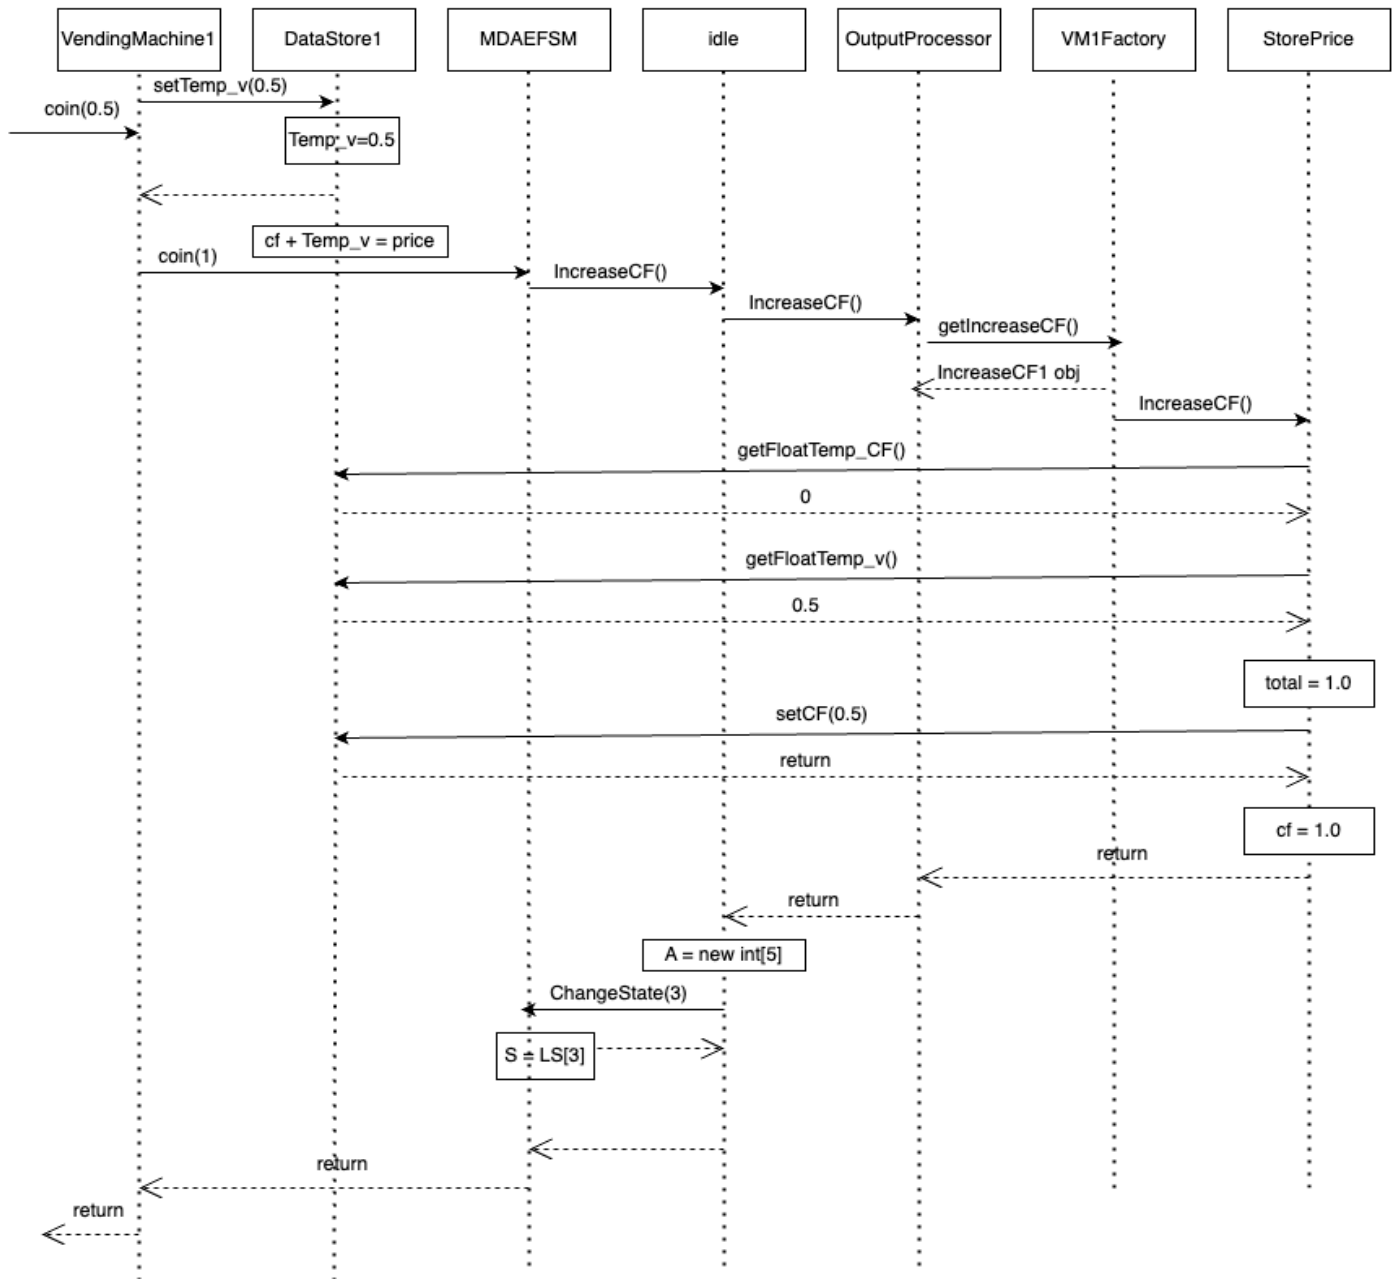 VendingMachine1
DataStore1
MDAEFSM
idle
OutputProcessor
VM1Factory
StorePrice
setTemp_v(0.5)
coin(0.5)
Temp_v=0.5
cf + Temp_v = price
coin(1)
IncreaseCF()
IncreaseCF()
getIncreaseCF()
IncreaseCF1 obj
IncreaseCF()
getFloatTemp_CF()
0
getFloatTemp_v()
0.5
total = 1.0
setCF(0.5)
return
cf = 1.0
return
return
A = new int[5]
ChangeState(3)
S = LS[3]
return
return